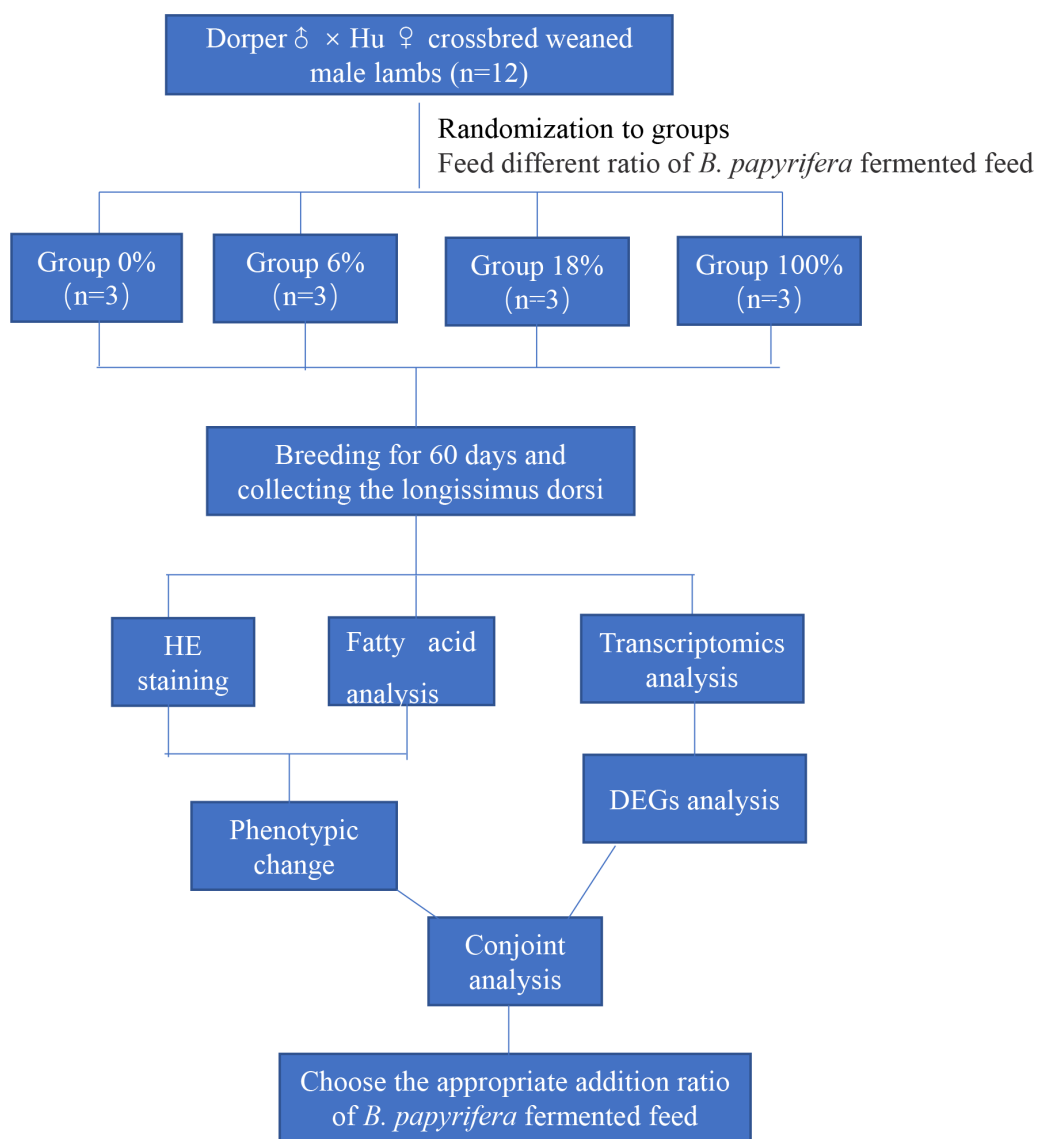 Dorper♂ × Hu ♀ crossbred weaned
male lambs (n=12)
Randomization to groups
Feed different ratio of B. papyrifera fermented feed
Group 0%
（n=3）
Group 6%
（n=3）
Group 18%
（n=3）
Group 100%
（n=3）
Breeding for 60 days and
collecting the longissimus dorsi
HE
staining
Fatty acid
analysis
Transcriptomics
analysis
DEGs analysis
Phenotypic
change
Conjoint
analysis
Choose the appropriate addition ratio
of B. papyrifera fermented feed